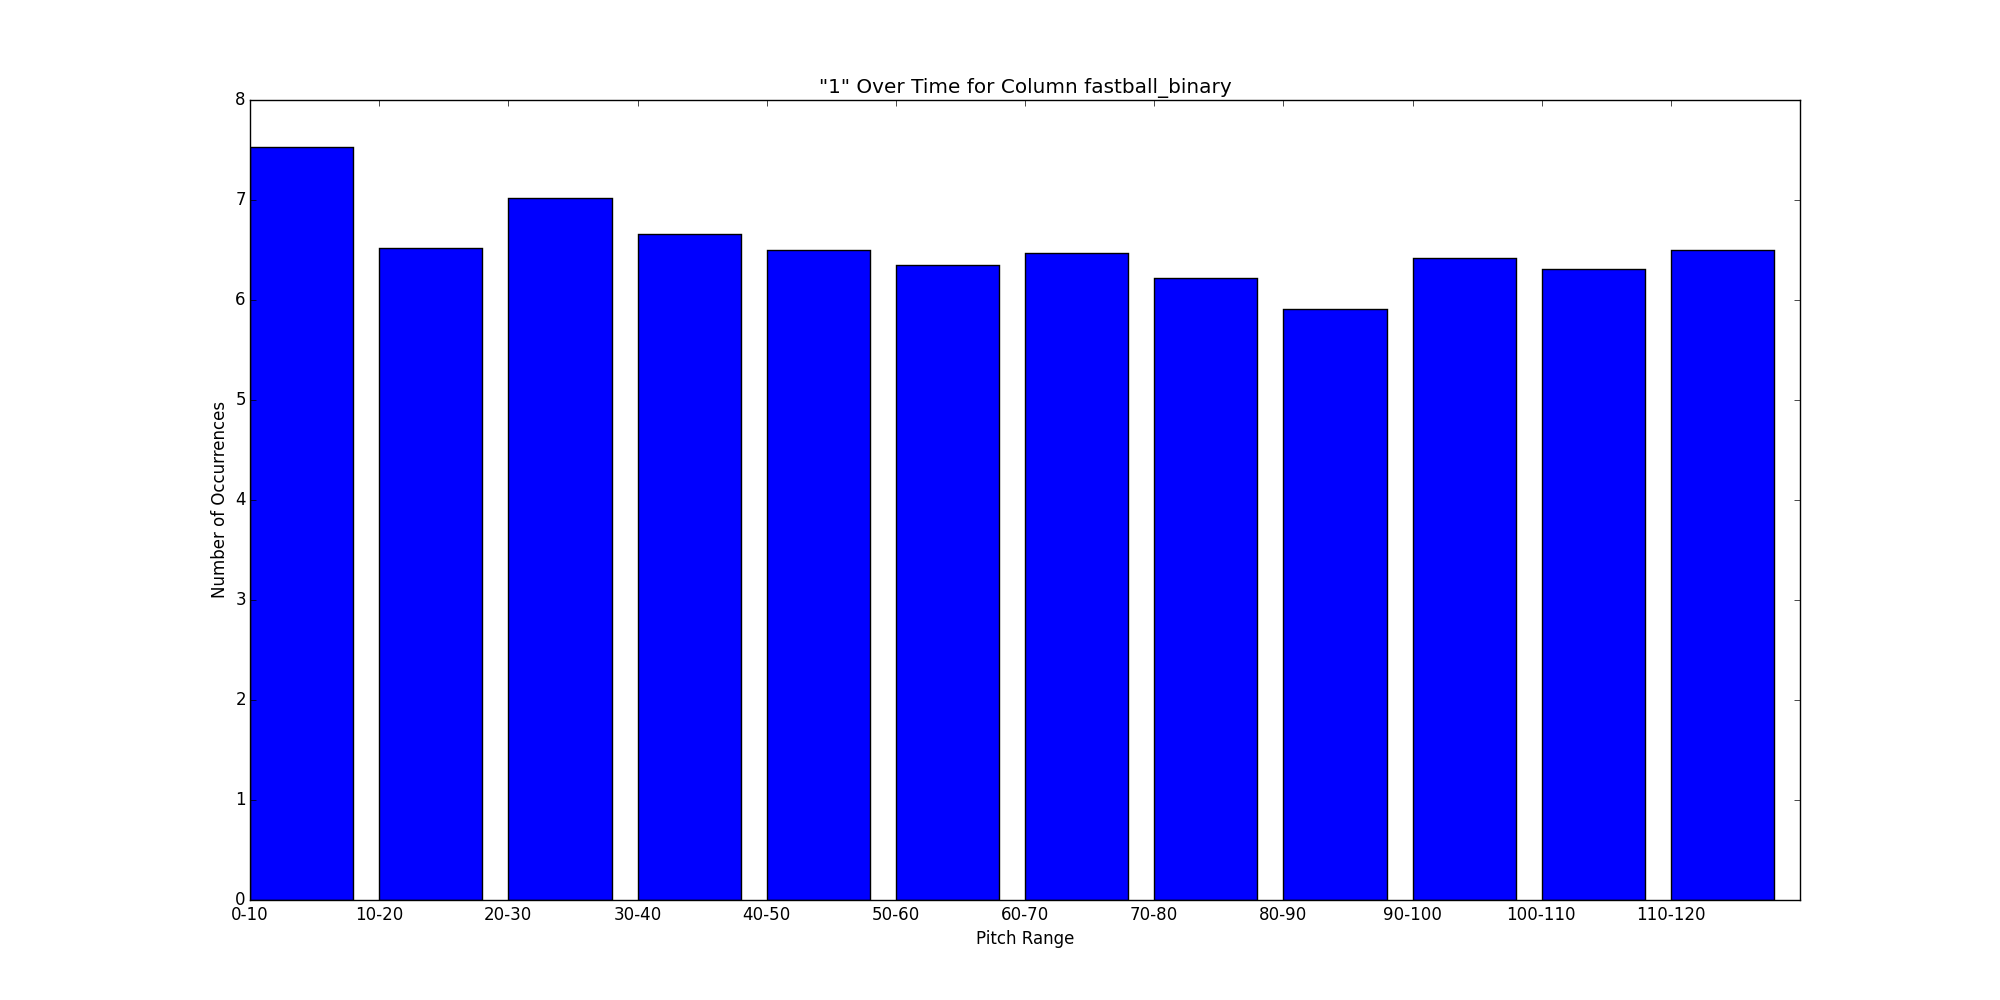 "1" Over Time for Column fastball_binary
8
7
6
5
4
3
2
1
0
Number of Occurrences
0-10 10-20 20-30 30-40 40-50 50-60 60-70 70-80 80-90 90-100 100-110 110-120
Pitch Range